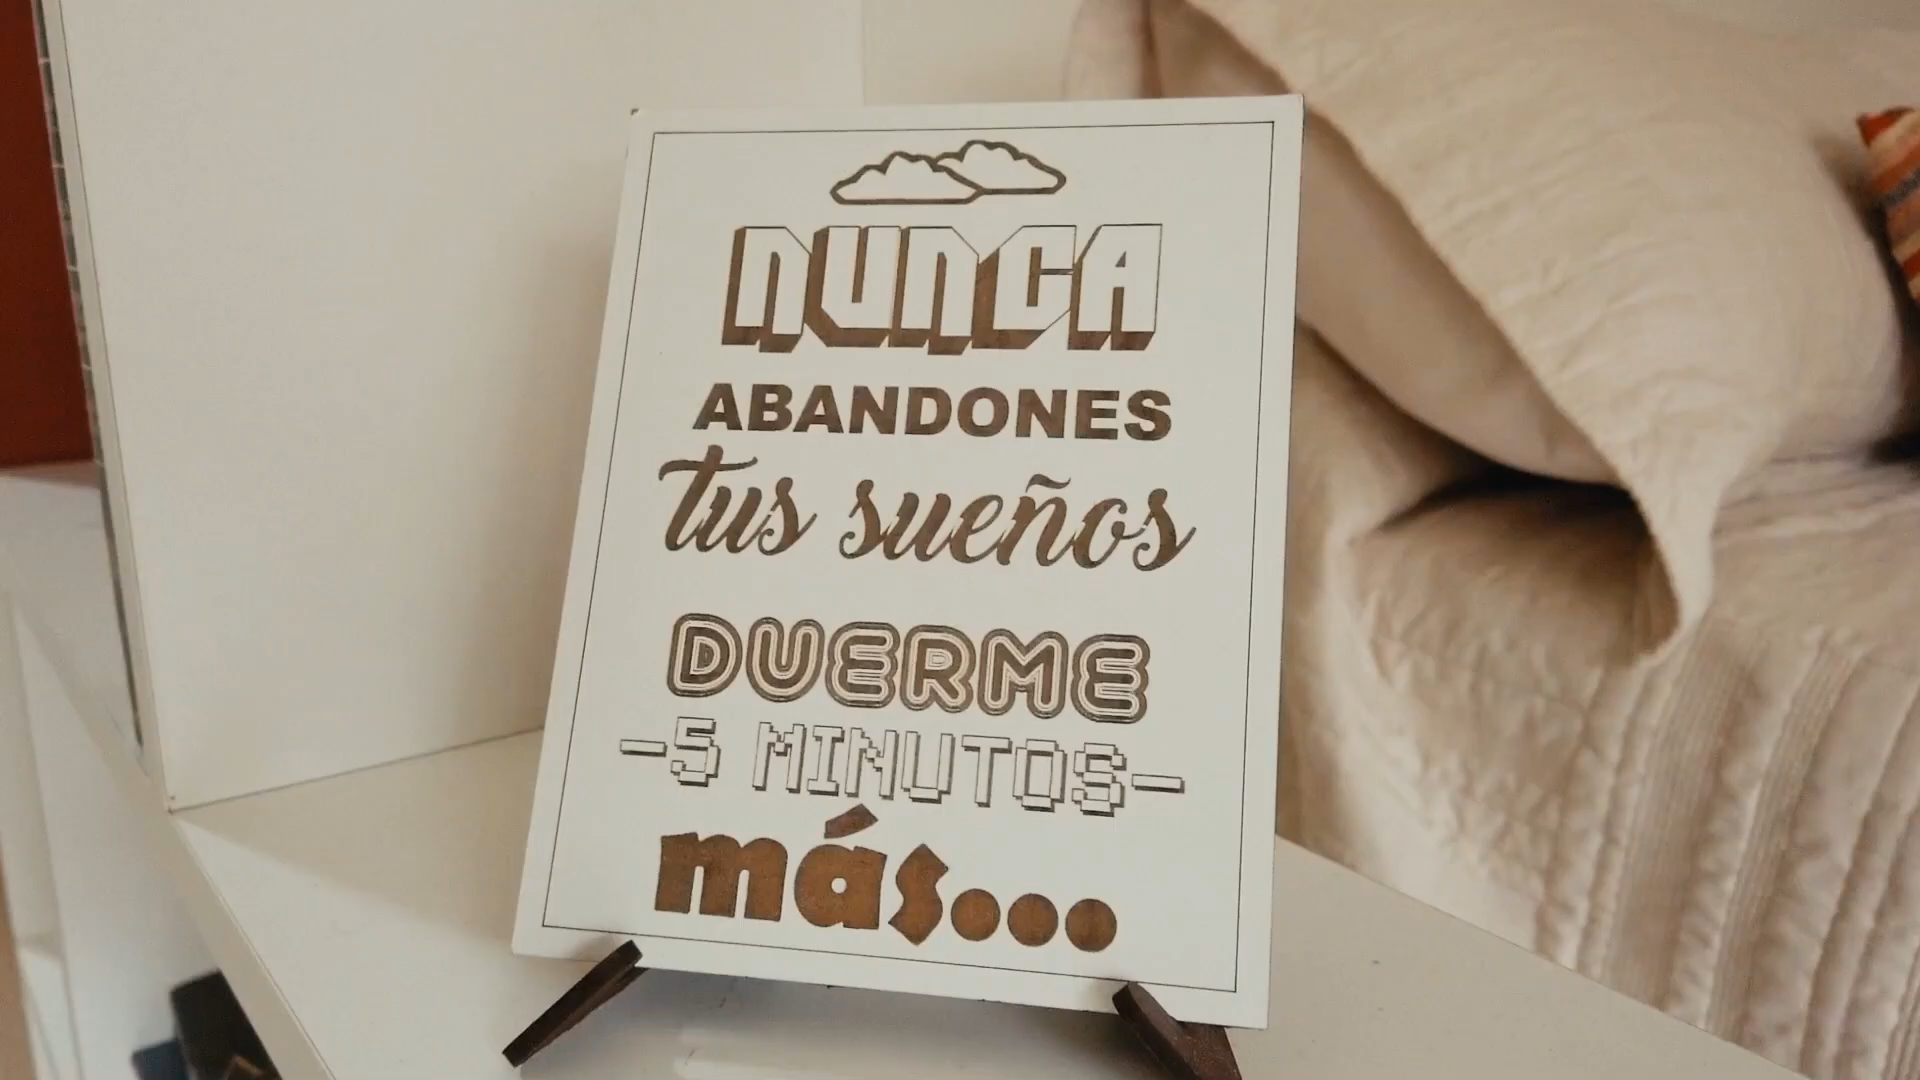 NUNCA
ABANDONES
tus sueños
DUERME
-5 MINUTOS-
más...